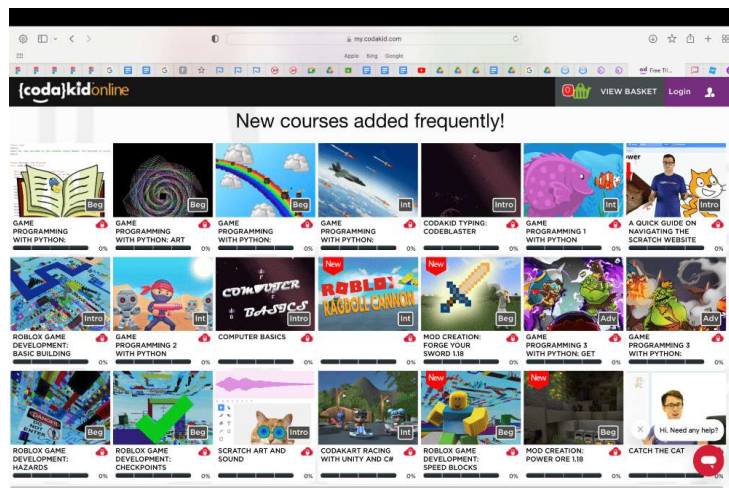 my.codakid.com
Apple Bing Google
Free Tri...
{coda}kidonline
0
VIEW BASKET
Login
New courses added frequently!
Beg
Beg
Beg
Int
Intro
Int
Intro
GAME PROGRAMMING WITH PYTHON:
0%
GAME PROGRAMMING WITH PYTHON: ART
0%
GAME PROGRAMMING WITH PYTHON:
0%
GAME PROGRAMMING WITH PYTHON:
0%
CODAKID TYPING: CODEBLASTER
0%
GAME PROGRAMMING 1 WITH PYTHON
0%
A QUICK GUIDE ON NAVIGATING THE SCRATCH WEBSITE
0%
Intro
Int
COMPUTER BASICS
Intro
New
ROBLOX RAGDOLL CANNON
Int
New
Beg
Adv
Adv
ROBLOX GAME DEVELOPMENT: BASIC BUILDING
0%
GAME PROGRAMMING 2 WITH PYTHON
0%
COMPUTER BASICS
0%
0%
MOD CREATION: FORGE YOUR SWORD 1.18
0%
GAME PROGRAMMING 3 WITH PYTHON: GET
0%
GAME PROGRAMMING 3 WITH PYTHON:
0%
DANGER
DO NOT ENTER
Beg
Beg
Intro
Int
New
Beg
New
Beg
ROBLOX GAME DEVELOPMENT: HAZARDS
0%
ROBLOX GAME DEVELOPMENT: CHECKPOINTS
0%
SCRATCH ART AND SOUND
0%
CODAKART RACING WITH UNITY AND C#
0%
ROBLOX GAME DEVELOPMENT: SPEED BLOCKS
0%
MOD CREATION: POWER ORE 1.18
0%
CATCH THE CAT
Hi. Need any help?